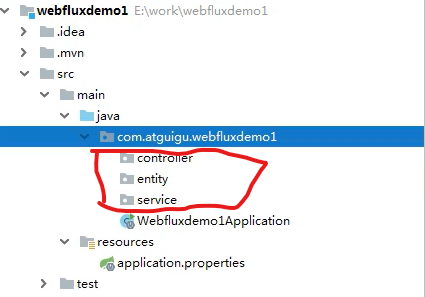 webfluxdemo1 E:\work\webfluxdemo1
.idea
.mvn
src
main
java
com.atguigu.webfluxdemo1
controller
entity
service
Webfluxdemo1Application
resources
application.properties
test